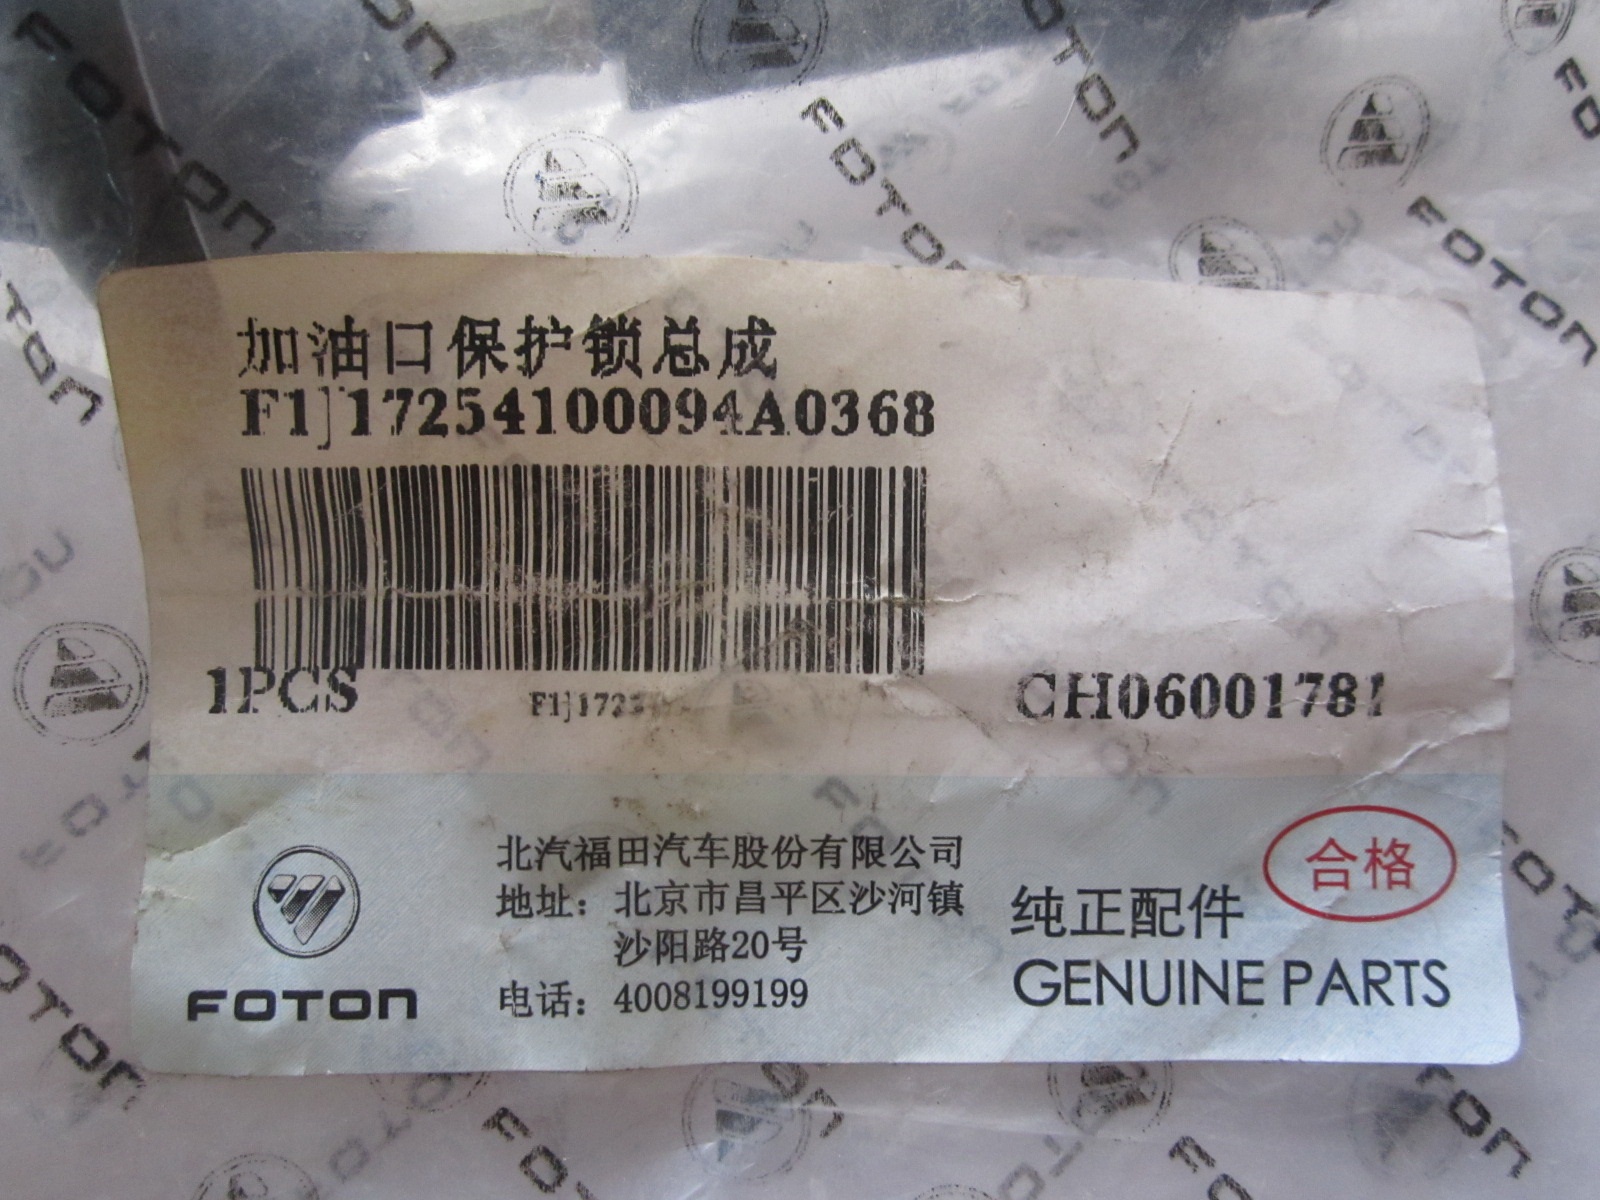 加油口保护锁总成
F1J17254100094A0368
1PCS
CH06001781
北汽福田汽车股份有限公司
地址：北京市昌平区沙河镇
沙阳路20号
电话：4008199199
FOTON
合格
纯正配件
GENUINE PARTS